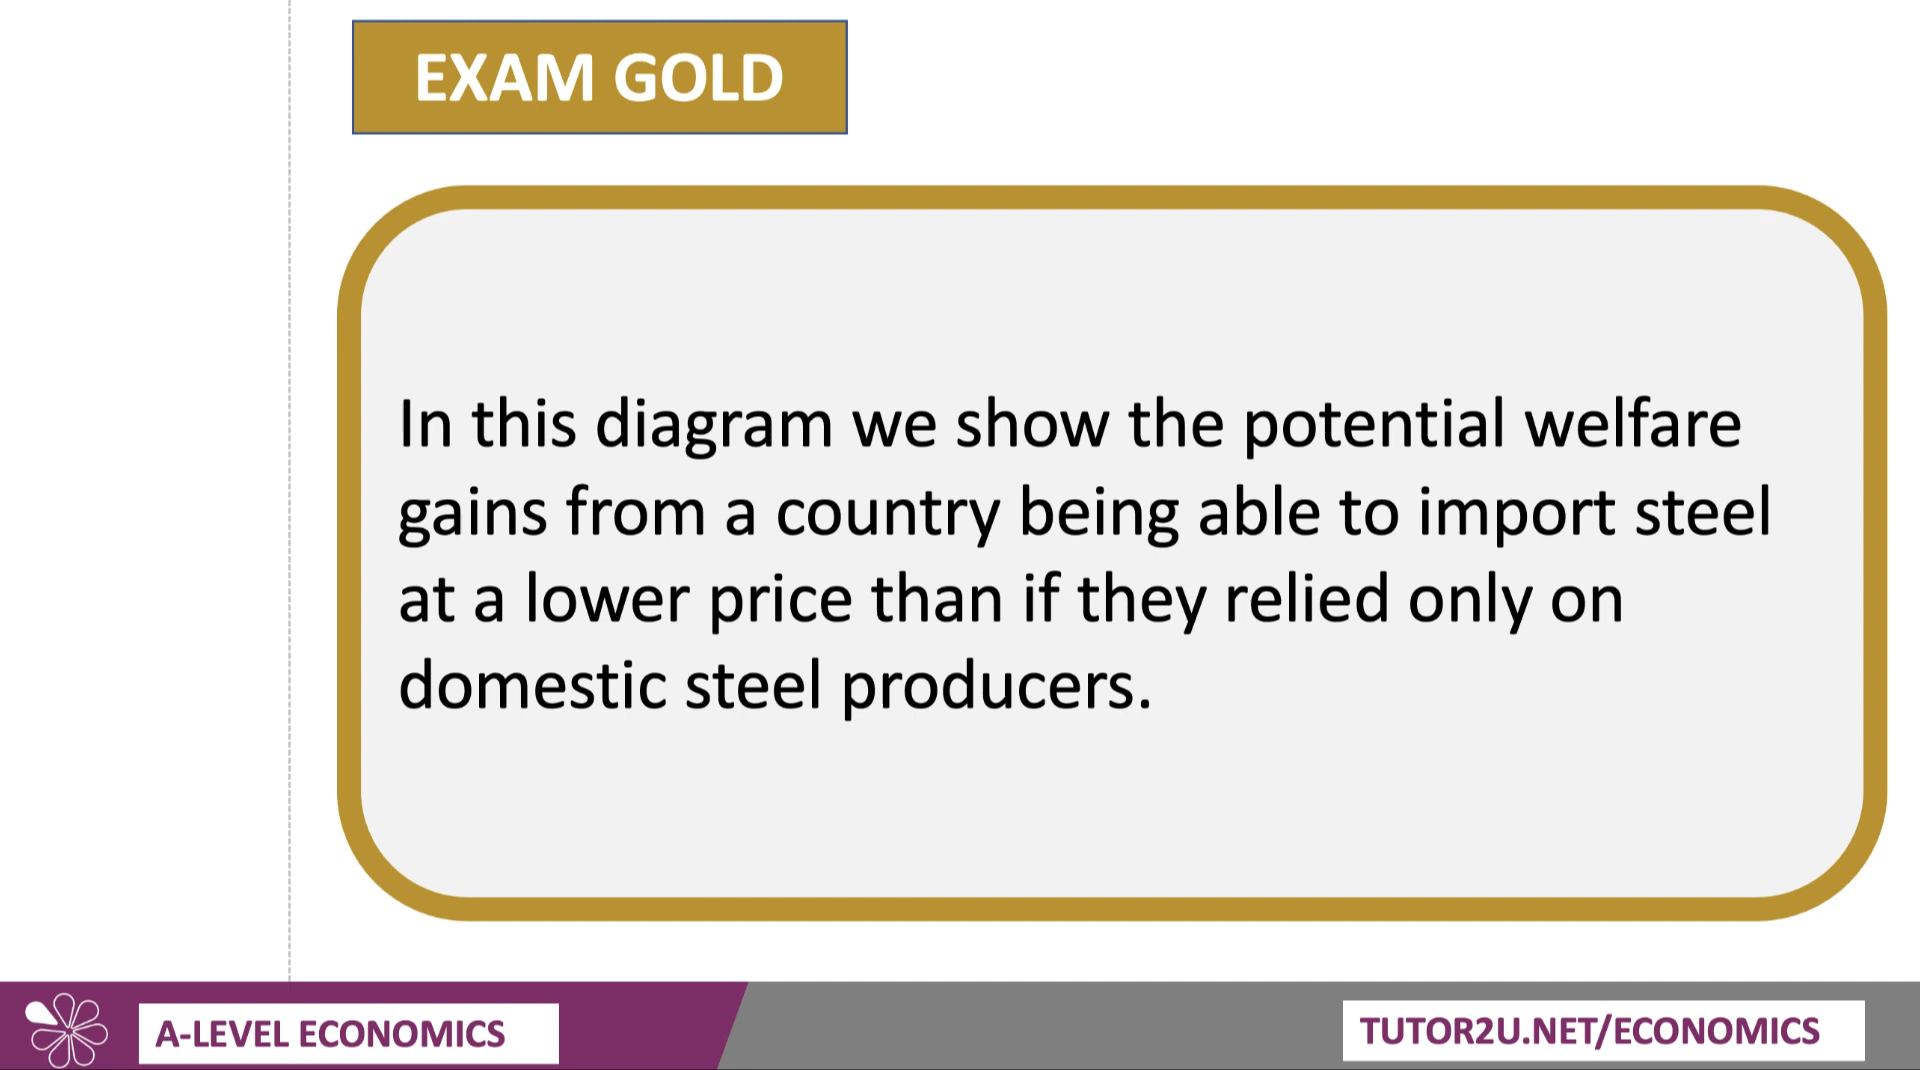 EXAM GOLD
In this diagram we show the potential welfare
gains from a country being able to import steel
at a lower price than if they relied only on
domestic steel producers.
A-LEVEL ECONOMICS
TUTOR2U.NET/ECONOMICS